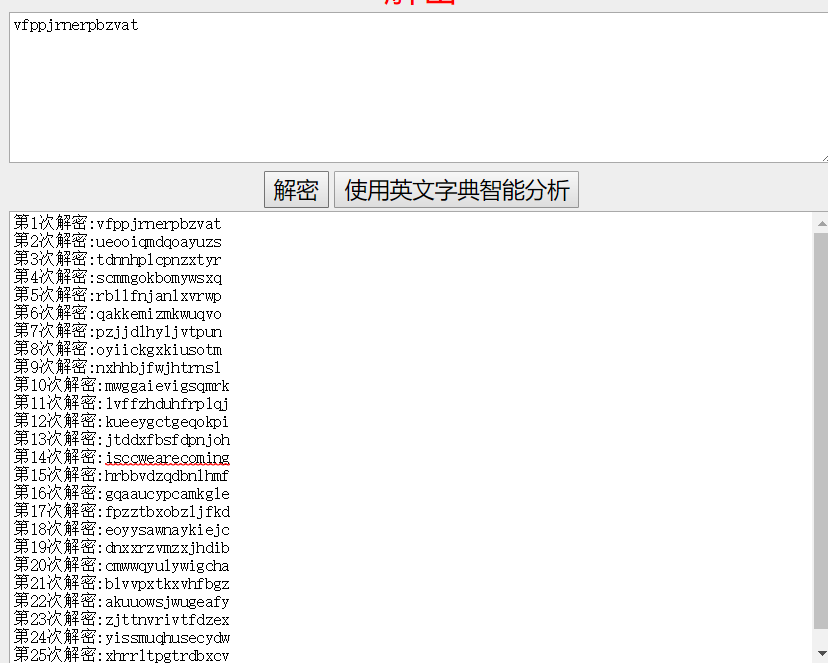 vfppjrnerpbzvat
解密
使用英文字典智能分析
第1次解密:vfppjrnerpbzvat
第2次解密:ueooiqmdqoayuzs
第3次解密:tdnnhplcpnzxtyr
第4次解密:scmmgokbomywsxq
第5次解密:rbllfnjanlxvrwp
第6次解密:qakkemizmkwuqvo
第7次解密:pzjjdlhyljvtpun
第8次解密:oyiickgxkiusotm
第9次解密:nxhhbjfwjhtrnsl
第10次解密:mwggaievigsqmrk
第11次解密:lvffzhduhfrplqj
第12次解密:kueeygctgeqokpi
第13次解密:jtddxfbsfdpnjoh
第14次解密:isccwearecoming
第15次解密:hrbbvdzqdbnlhmf
第16次解密:gqaaucypcamkgle
第17次解密:fpzztbxobzljfkd
第18次解密:eoyysawnaykiejc
第19次解密:dnxxrzvmzxjhdib
第20次解密:cmwwqyulywigcha
第21次解密:blvvpxtkxvhfbgz
第22次解密:akuuowsjwugeafy
第23次解密:zjttnvrivtfdzex
第24次解密:yissmuqhusecydw
第25次解密:xhrrltpgtrdbxcv